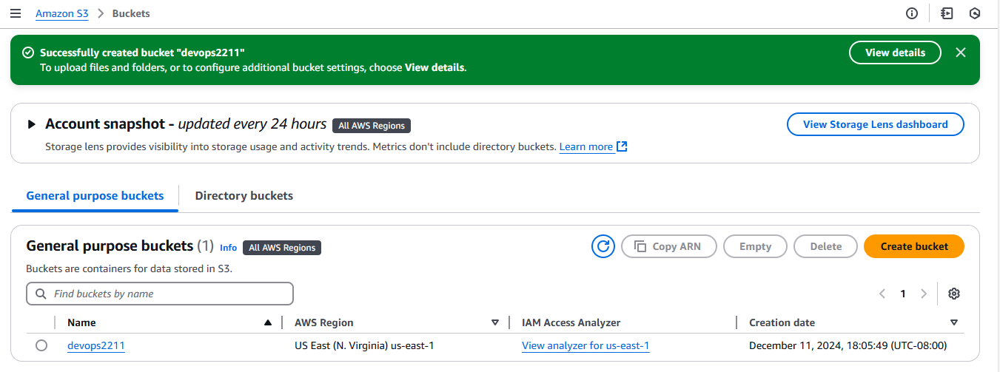 Amazon S3 > Buckets
Successfully created bucket "devops2211"
View details
To upload files and folders, or to configure additional bucket settings, choose View details.
Account snapshot - updated every 24 hours All AWS Regions
View Storage Lens dashboard
Storage lens provides visibility into storage usage and activity trends. Metrics don't include directory buckets. Learn more
General purpose buckets Directory buckets
General purpose buckets (1) Info All AWS Regions
Copy ARN Empty Delete Create bucket
Buckets are containers for data stored in S3.
Find buckets by name
1
Name AWS Region IAM Access Analyzer Creation date
devops2211 US East (N. Virginia) us-east-1 View analyzer for us-east-1 December 11, 2024, 18:05:49 (UTC-08:00)